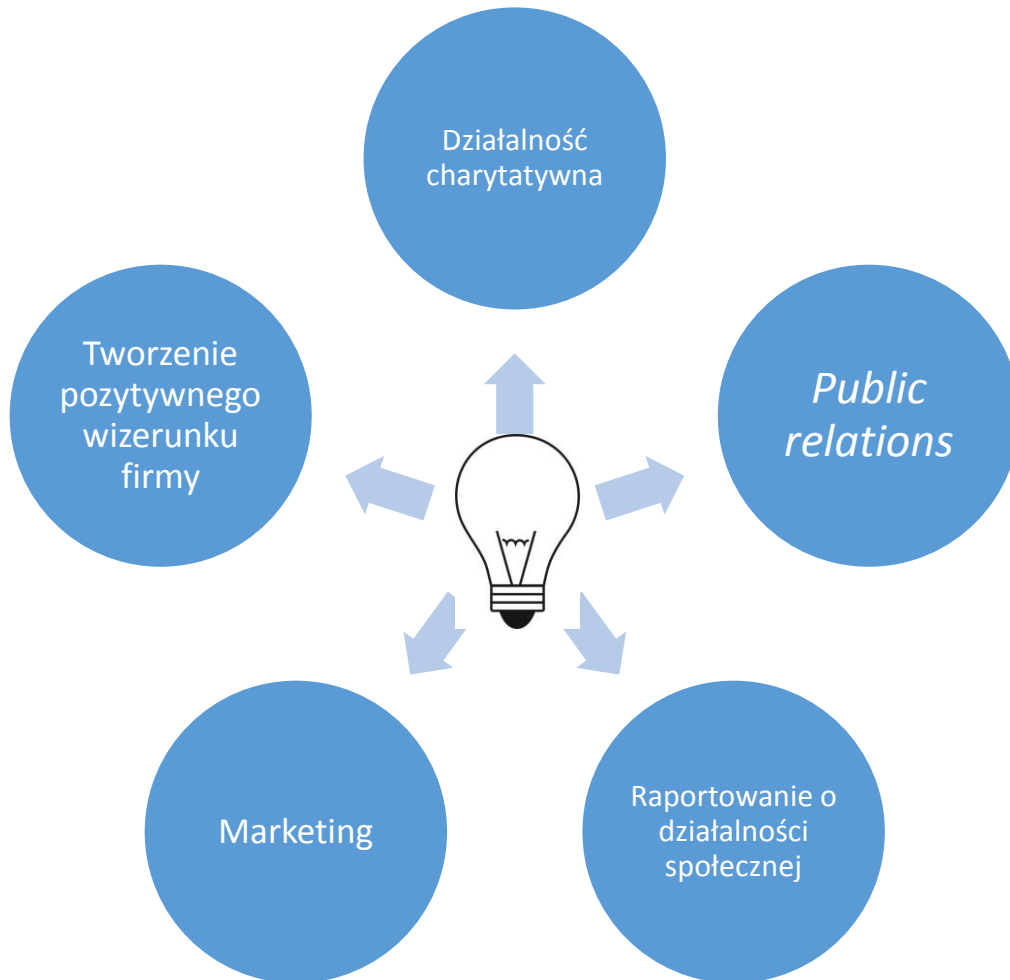 Działalność
charytatywna
Public
relations
Raportowanie o
działalności
społecznej
Marketing
Tworzenie
pozytywnego
wizerunku
firmy